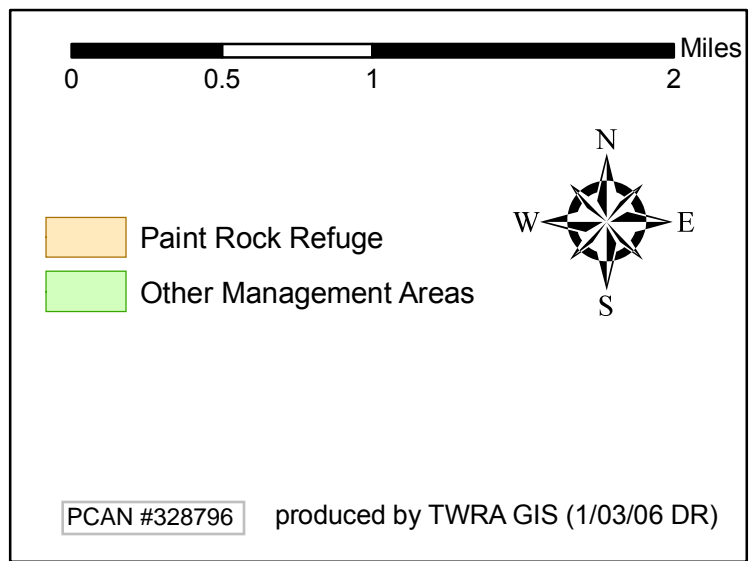 Miles
0 0.5 1 2
N
W E
S
Paint Rock Refuge
Other Management Areas
PCAN #328796 produced by TWRA GIS (1/03/06 DR)